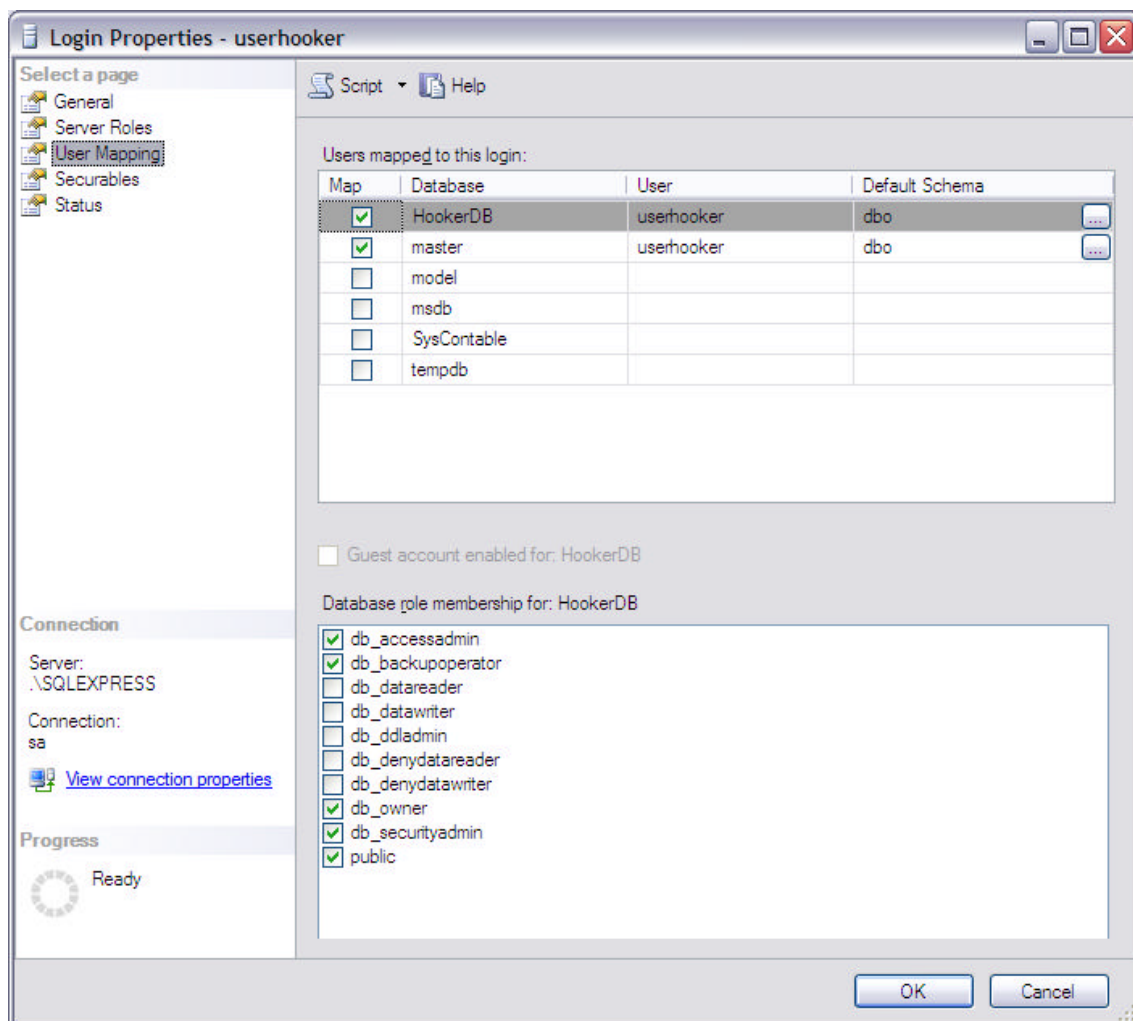 Login Properties - userhooker
Select a page
General
Server Roles
User Mapping
Securables
Status
Script Help
Users mapped to this login:
Map Database User Default Schema
HookerDB userhooker dbo ...
master userhooker dbo ...
model
msdb
SysContable
tempdb
Guest account enabled for: HookerDB
Database role membership for: HookerDB
db_accessadmin
db_backupoperator
db_datareader
db_datawriter
db_ddladmin
db_denydatareader
db_denydatawriter
db_owner
db_securityadmin
public
Connection
Server:
.\SQLEXPRESS
Connection:
sa
View connection properties
Progress
Ready
OK Cancel